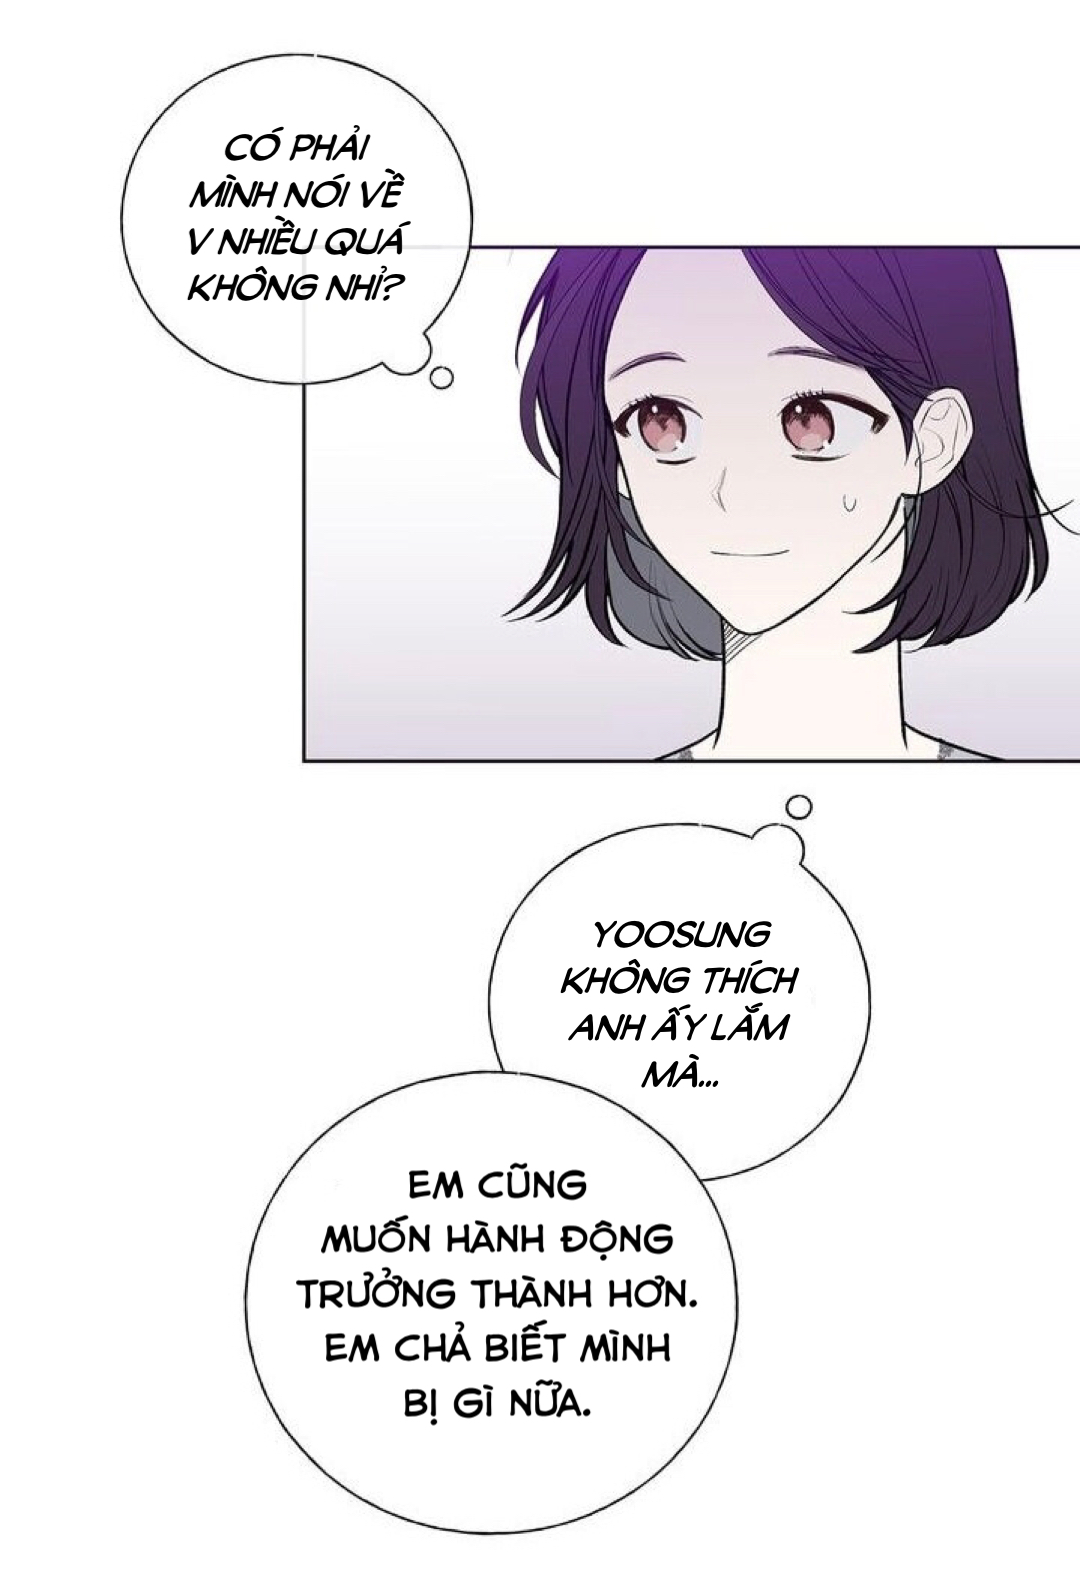 CÓ PHẢI
MÌNH NÓI VỀ
V NHIỀU QUÁ
KHÔNG NHỈ?
YOOSUNG
KHÔNG THÍCH
ANH ẤY LẮM
MÀ...
EM CŨNG
MUỐN HÀNH ĐỘNG
TRƯỞNG THÀNH HƠN.
EM CHẢ BIẾT MÌNH
BỊ GÌ NỮA.